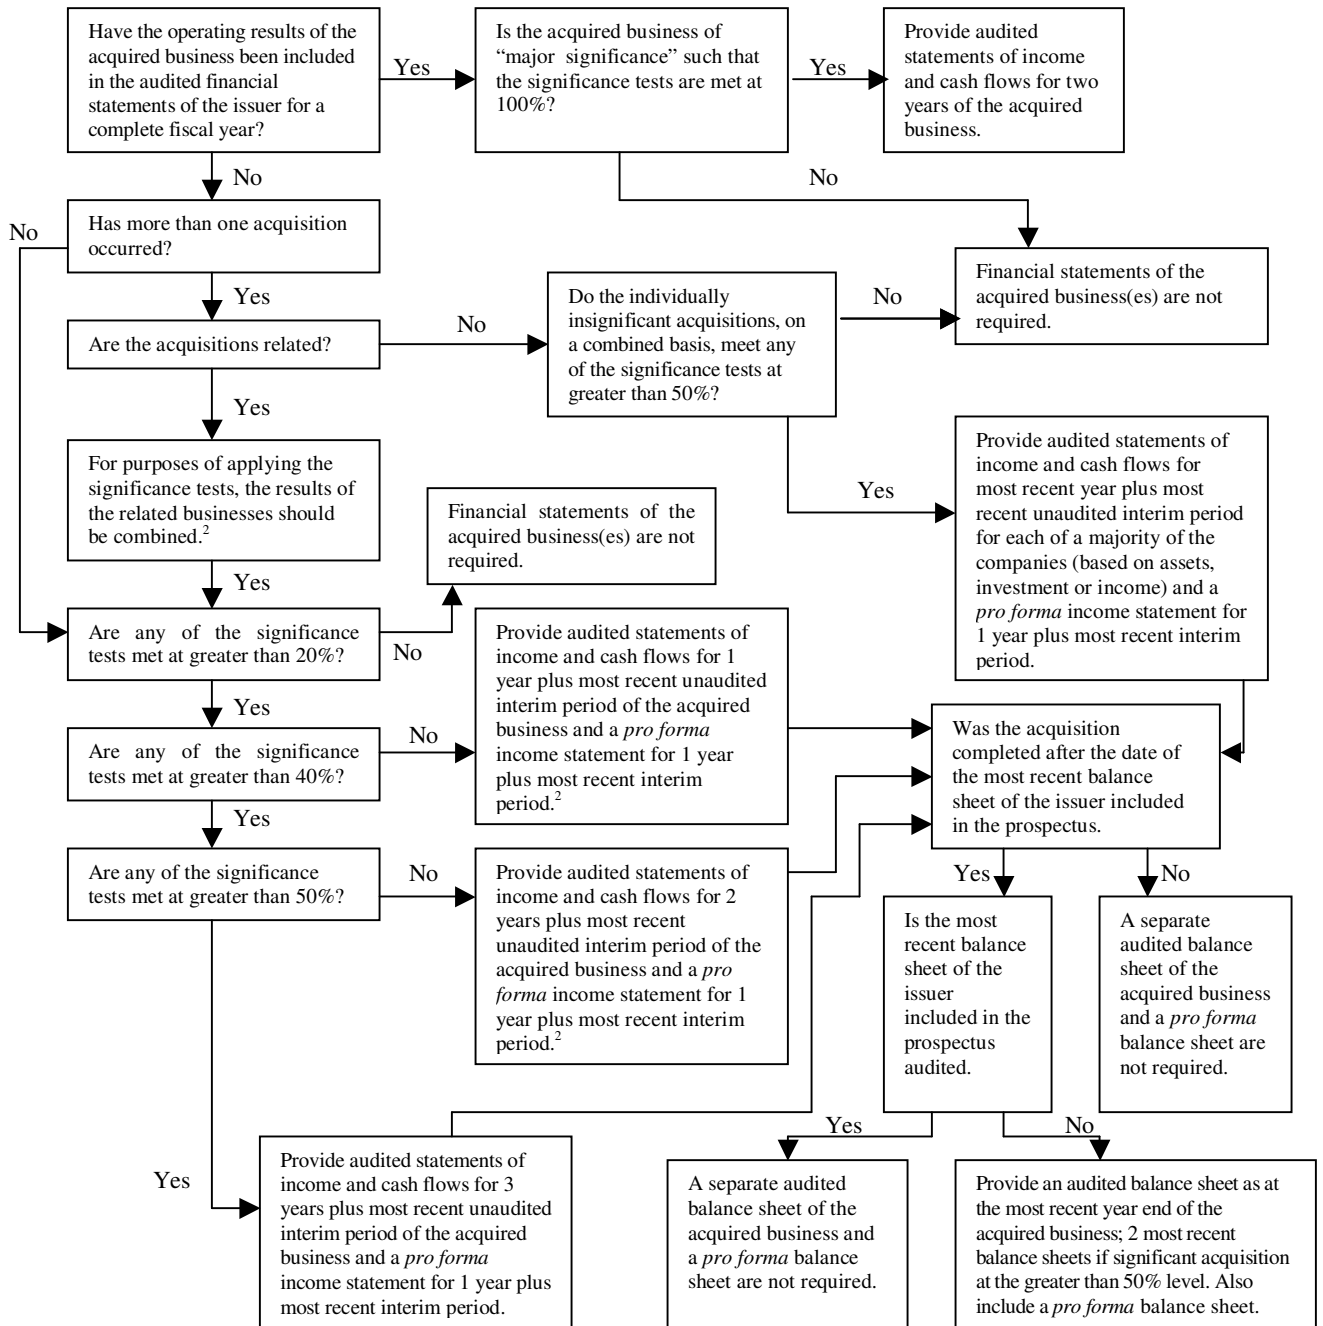 Have the operating results of the
acquired business been included
in the audited financial
statements of the issuer for a
complete fiscal year?
Yes
Is the acquired business of
“major significance” such that
the significance tests are met at
100%?
Yes
Provide audited
statements of income
and cash flows for two
years of the acquired
business.
No
No
No
Has more than one acquisition
occurred?
Financial statements of the
acquired business(es) are not
required.
Yes
Do the individually
insignificant acquisitions, on
a combined basis, meet any
of the significance tests at
greater than 50%?
No
Are the acquisitions related?
No
Yes
Provide audited statements of
income and cash flows for
most recent year plus most
recent unaudited interim period
for each of a majority of the
companies (based on assets,
investment or income) and a
pro forma income statement for
1 year plus most recent interim
period.
Yes
For purposes of applying the
significance tests, the results of
the related businesses should
be combined.2
Financial statements of the
acquired business(es) are not
required.
Yes
Are any of the significance
tests met at greater than 20%?
No
Provide audited statements of
income and cash flows for 1
year plus most recent unaudited
interim period of the acquired
business and a pro forma
income statement for 1 year
plus most recent interim
period.2
Yes
Was the acquisition
completed after the date of
the most recent balance
sheet of the issuer included
in the prospectus.
Are any of the significance
tests met at greater than 40%?
No
Yes
Are any of the significance
tests met at greater than 50%?
No
Provide audited statements of
income and cash flows for 2
years plus most recent
unaudited interim period of the
acquired business and a pro
forma income statement for 1
year plus most recent interim
period.2
Yes
No
Is the most
recent balance
sheet of the
issuer
included in the
prospectus
audited.
A separate
audited balance
sheet of the
acquired business
and a pro forma
balance sheet are
not required.
Yes
No
Yes
Provide audited statements of
income and cash flows for 3
years plus most recent unaudited
interim period of the acquired
business and a pro forma
income statement for 1 year plus
most recent interim period.
A separate audited
balance sheet of the
acquired business and
a pro forma balance
sheet are not required.
Provide an audited balance sheet as at
the most recent year end of the
acquired business; 2 most recent
balance sheets if significant acquisition
at the greater than 50% level. Also
include a pro forma balance sheet.